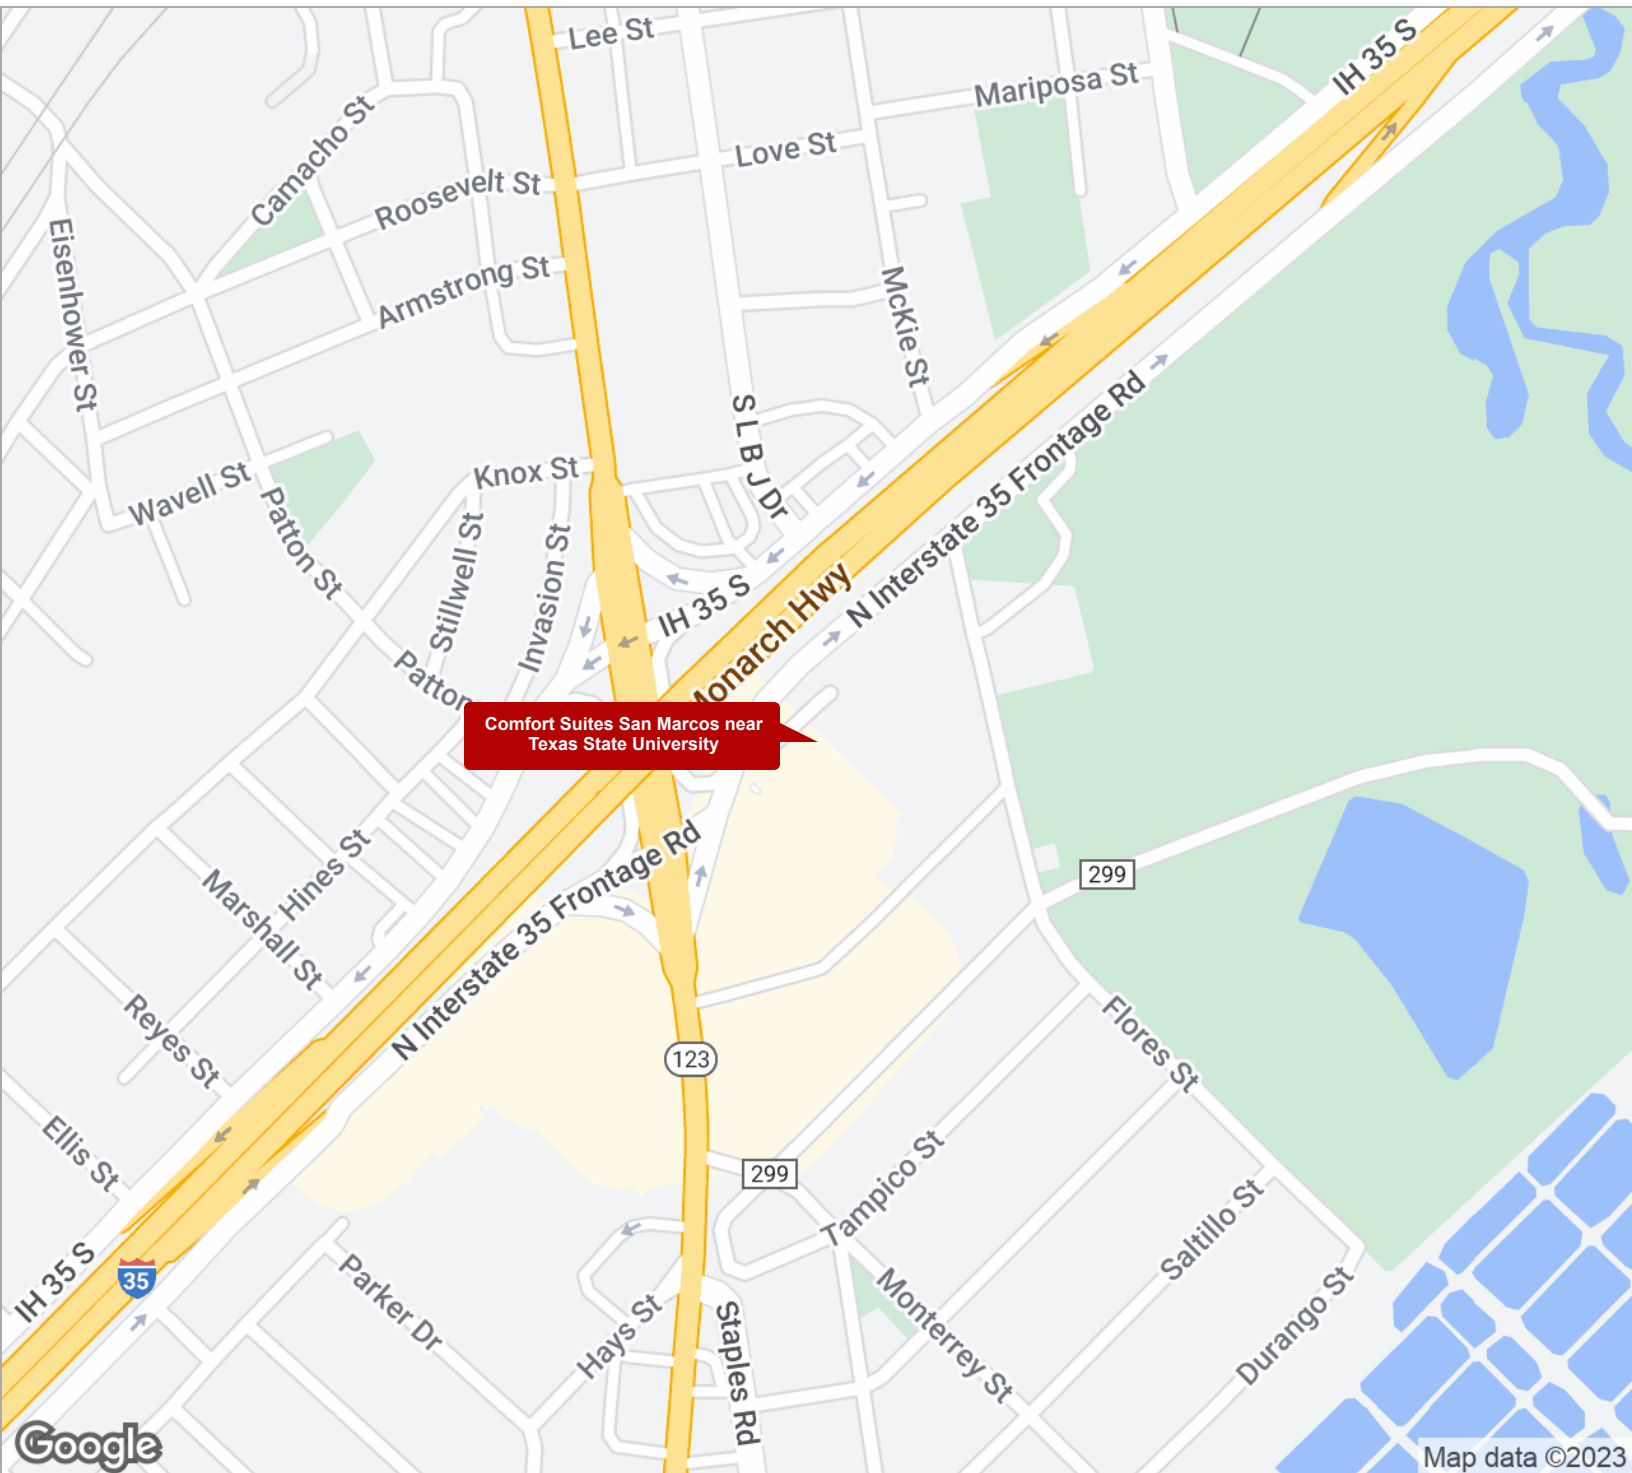 Lee St
IH 35 S
Mariposa St
Camacho St
Love St
Roosevelt St
Eisenhower St
Armstrong St
McKie St
S L B J Dr
N Interstate 35 Frontage Rd
Knox St
Wavell St
Patton St
Stillwell St
Invasion St
IH 35 S
Monarch Hwy
Patton
Comfort Suites San Marcos near
Texas State University
N Interstate 35 Frontage Rd
Hines St
Marshall St
299
Reyes St
Flores St
123
Ellis St
299
Tampico St
Saltillo St
IH 35 S
35
Parker Dr
Hays St
Staples Rd
Monterrey St
Durango St
Google
Map data ©2023